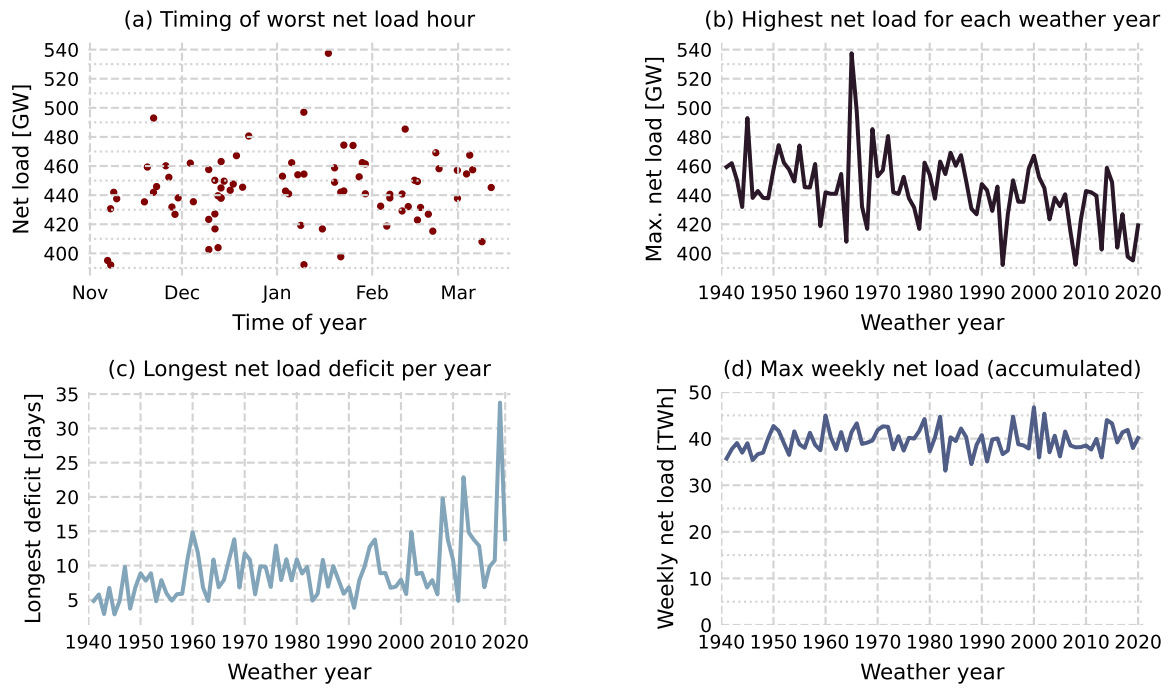 (a) Timing of worst net load hour
Net load [GW]
540
520
500
480
460
440
420
400
Nov Dec Jan Feb Mar
Time of year
(b) Highest net load for each weather year
Max. net load [GW]
540
520
500
480
460
440
420
400
1940 1950 1960 1970 1980 1990 2000 2010 2020
Weather year
(c) Longest net load deficit per year
Longest deficit [days]
35
30
25
20
15
10
5
1940 1950 1960 1970 1980 1990 2000 2010 2020
Weather year
(d) Max weekly net load (accumulated)
Weekly net load [TWh]
50
40
30
20
10
0
1940 1950 1960 1970 1980 1990 2000 2010 2020
Weather year